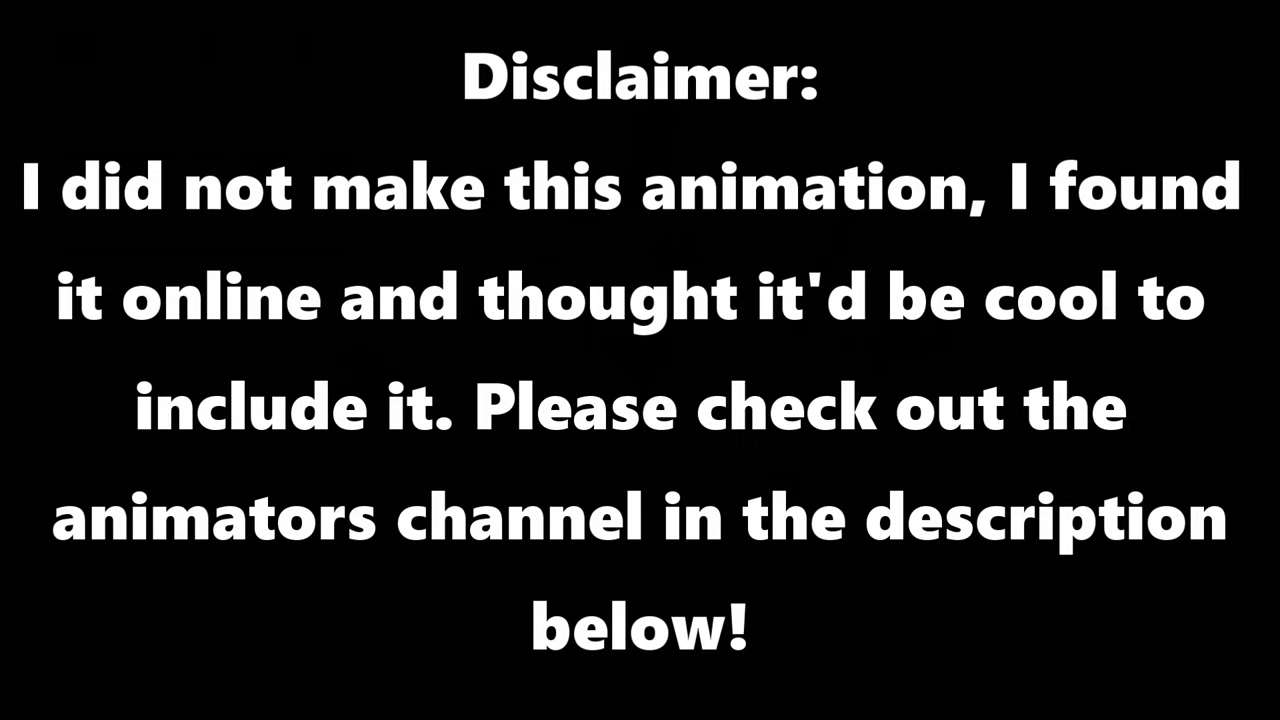 Disclaimer:
I did not make this animation, I found
it online and thought it'd be cool to
include it. Please check out the
animators channel in the description
below!